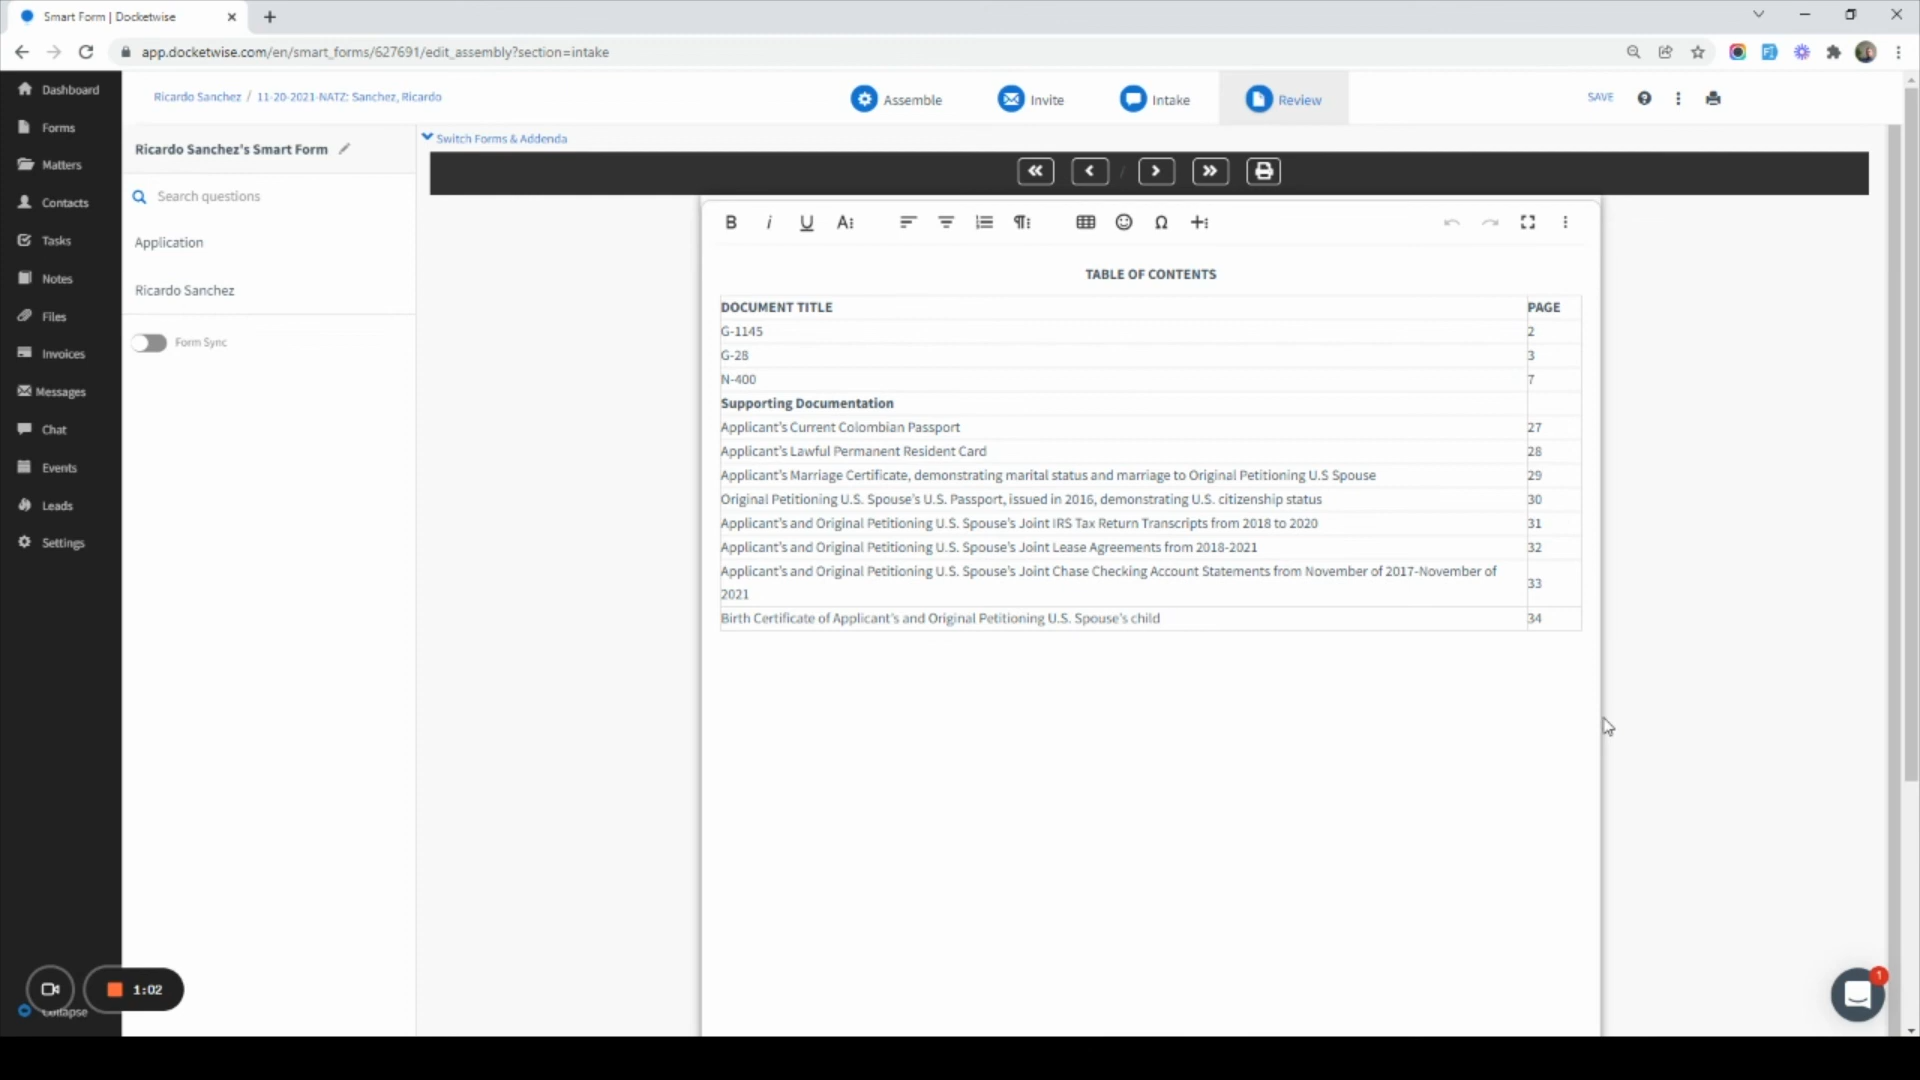 Smart Form | Docketwise
app.docketwise.com/en/smart_forms/627691/edit_assembly?section=intake
Dashboard
Forms
Matters
Contacts
Tasks
Notes
Files
Invoices
Messages
Chat
Events
Leads
Settings
Collapse
1:02
Ricardo Sanchez / 11-20-2021-NATZ: Sanchez, Ricardo
Assemble
Invite
Intake
Review
SAVE
Ricardo Sanchez's Smart Form
Search questions
Application
Ricardo Sanchez
Form Sync
Switch Forms & Addenda
/
TABLE OF CONTENTS
DOCUMENT TITLE PAGE
G-1145 2
G-28 3
N-400 7
Supporting Documentation
Applicant's Current Colombian Passport 27
Applicant's Lawful Permanent Resident Card 28
Applicant's Marriage Certificate, demonstrating marital status and marriage to Original Petitioning U.S Spouse 29
Original Petitioning U.S. Spouse's U.S. Passport, issued in 2016, demonstrating U.S. citizenship status 30
Applicant's and Original Petitioning U.S. Spouse's Joint IRS Tax Return Transcripts from 2018 to 2020 31
Applicant's and Original Petitioning U.S. Spouse's Joint Lease Agreements from 2018-2021 32
Applicant's and Original Petitioning U.S. Spouse's Joint Chase Checking Account Statements from November of 2017-November of
2021 33
Birth Certificate of Applicant's and Original Petitioning U.S. Spouse's child 34
1